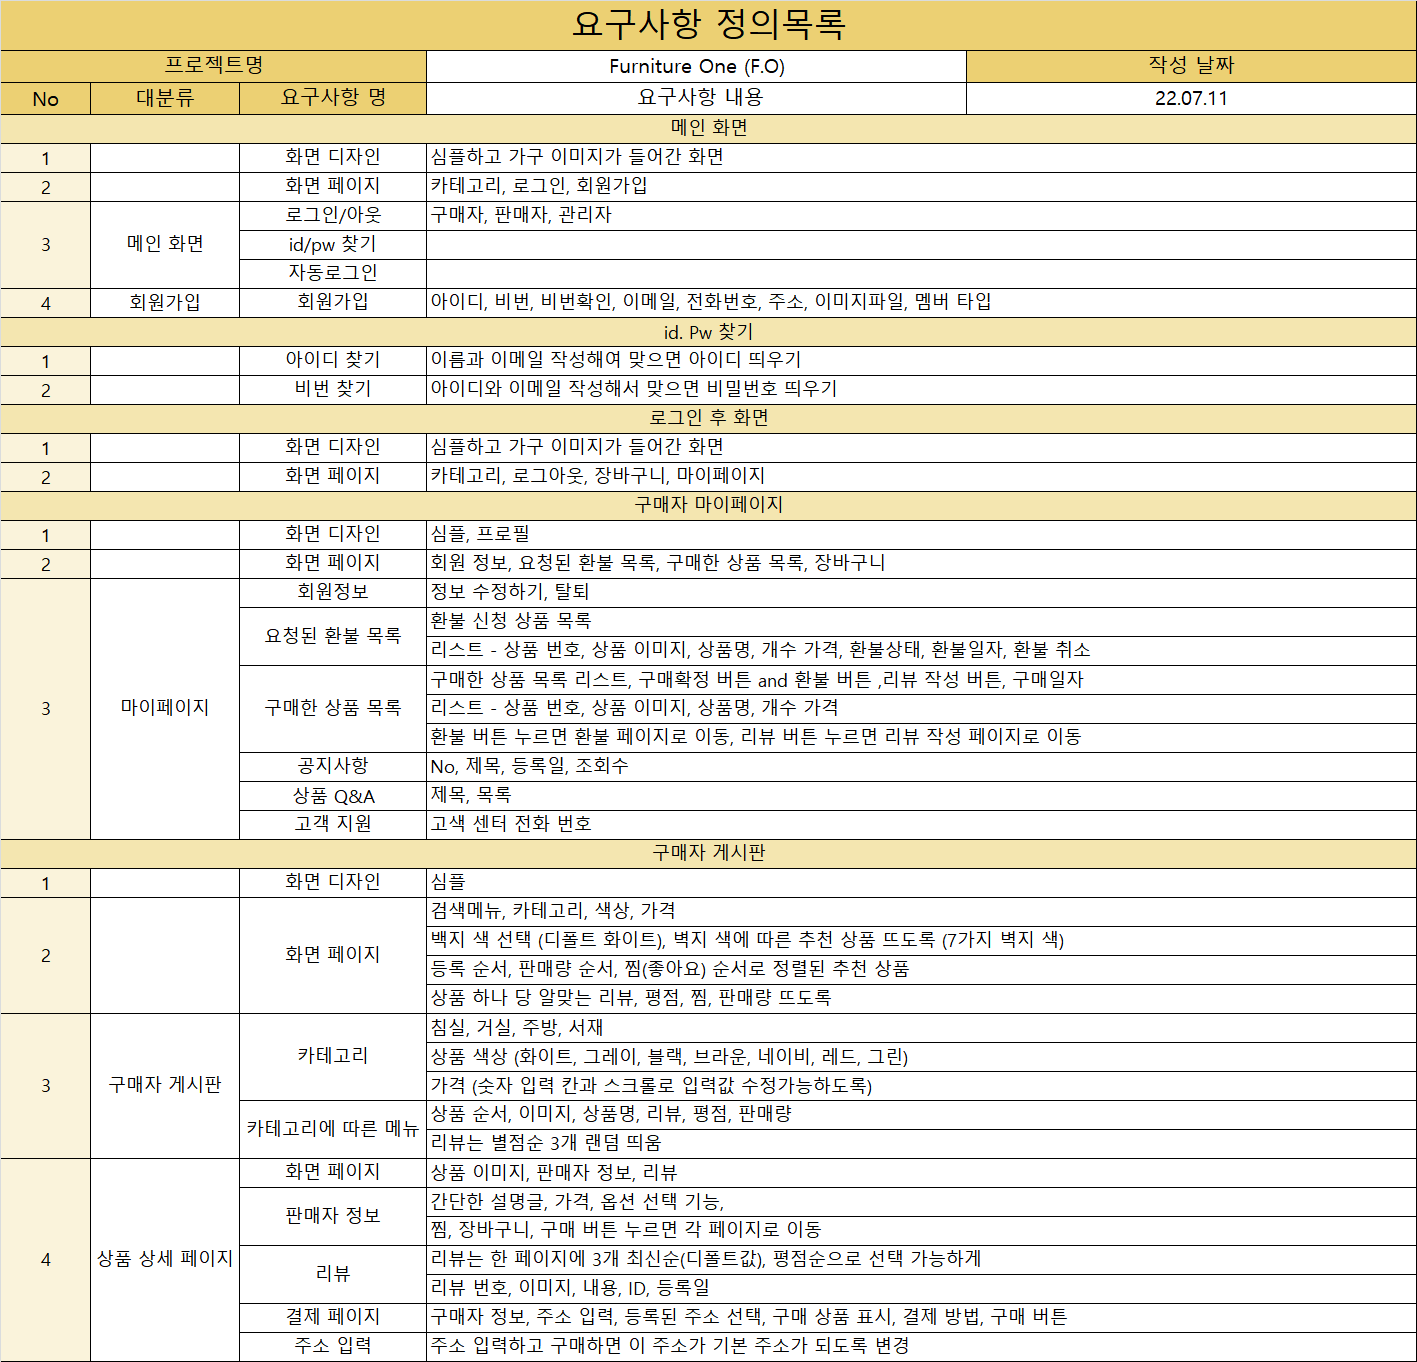 요구사항 정의목록
프로젝트명 Furniture One (F.O) 작성 날짜
No 대분류 요구사항 명 요구사항 내용 22.07.11
메인 화면
1 화면 디자인 심플하고 가구 이미지가 들어간 화면
2 화면 페이지 카테고리, 로그인, 회원가입
3 메인 화면 로그인/아웃 구매자, 판매자, 관리자
id/pw 찾기
자동로그인
4 회원가입 회원가입 아이디, 비번, 비번확인, 이메일, 전화번호, 주소, 이미지파일, 멤버 타입
id. Pw 찾기
1 아이디 찾기 이름과 이메일 작성해여 맞으면 아이디 띄우기
2 비번 찾기 아이디와 이메일 작성해서 맞으면 비밀번호 띄우기
로그인 후 화면
1 화면 디자인 심플하고 가구 이미지가 들어간 화면
2 화면 페이지 카테고리, 로그아웃, 장바구니, 마이페이지
구매자 마이페이지
1 화면 디자인 심플, 프로필
2 화면 페이지 회원 정보, 요청된 환불 목록, 구매한 상품 목록, 장바구니
3 마이페이지 회원정보 정보 수정하기, 탈퇴
요청된 환불 목록 환불 신청 상품 목록
리스트 - 상품 번호, 상품 이미지, 상품명, 개수 가격, 환불상태, 환불일자, 환불 취소
구매한 상품 목록 구매한 상품 목록 리스트, 구매확정 버튼 and 환불 버튼 ,리뷰 작성 버튼, 구매일자
리스트 - 상품 번호, 상품 이미지, 상품명, 개수 가격
환불 버튼 누르면 환불 페이지로 이동, 리뷰 버튼 누르면 리뷰 작성 페이지로 이동
공지사항 No, 제목, 등록일, 조회수
상품 Q&A 제목, 목록
고객 지원 고색 센터 전화 번호
구매자 게시판
1 화면 디자인 심플
2 화면 페이지 검색메뉴, 카테고리, 색상, 가격
백지 색 선택 (디폴트 화이트), 벽지 색에 따른 추천 상품 뜨도록 (7가지 벽지 색)
등록 순서, 판매량 순서, 찜(좋아요) 순서로 정렬된 추천 상품
상품 하나 당 알맞는 리뷰, 평점, 찜, 판매량 뜨도록
3 구매자 게시판 카테고리 침실, 거실, 주방, 서재
상품 색상 (화이트, 그레이, 블랙, 브라운, 네이비, 레드, 그린)
가격 (숫자 입력 칸과 스크롤로 입력값 수정가능하도록)
카테고리에 따른 메뉴 상품 순서, 이미지, 상품명, 리뷰, 평점, 판매량
리뷰는 별점순 3개 랜덤 띄움
4 상품 상세 페이지 화면 페이지 상품 이미지, 판매자 정보, 리뷰
판매자 정보 간단한 설명글, 가격, 옵션 선택 기능,
찜, 장바구니, 구매 버튼 누르면 각 페이지로 이동
리뷰 리뷰는 한 페이지에 3개 최신순(디폴트값), 평점순으로 선택 가능하게
리뷰 번호, 이미지, 내용, ID, 등록일
결제 페이지 구매자 정보, 주소 입력, 등록된 주소 선택, 구매 상품 표시, 결제 방법, 구매 버튼
주소 입력 주소 입력하고 구매하면 이 주소가 기본 주소가 되도록 변경